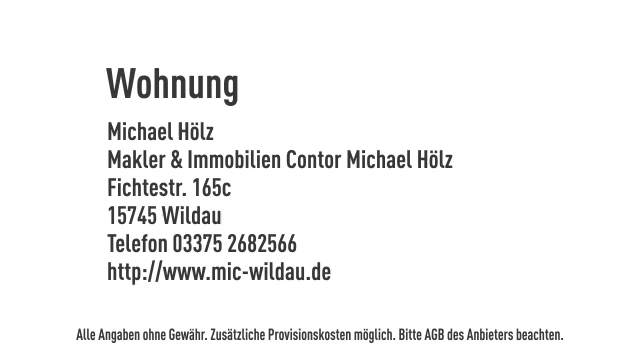 Wohnung
Michael Hölz
Makler & Immobilien Contor Michael Hölz
Fichtestr. 165c
15745 Wildau
Telefon 03375 2682566
http://www.mic-wildau.de
Alle Angaben ohne Gewähr. Zusätzliche Provisionskosten möglich. Bitte AGB des Anbieters beachten.